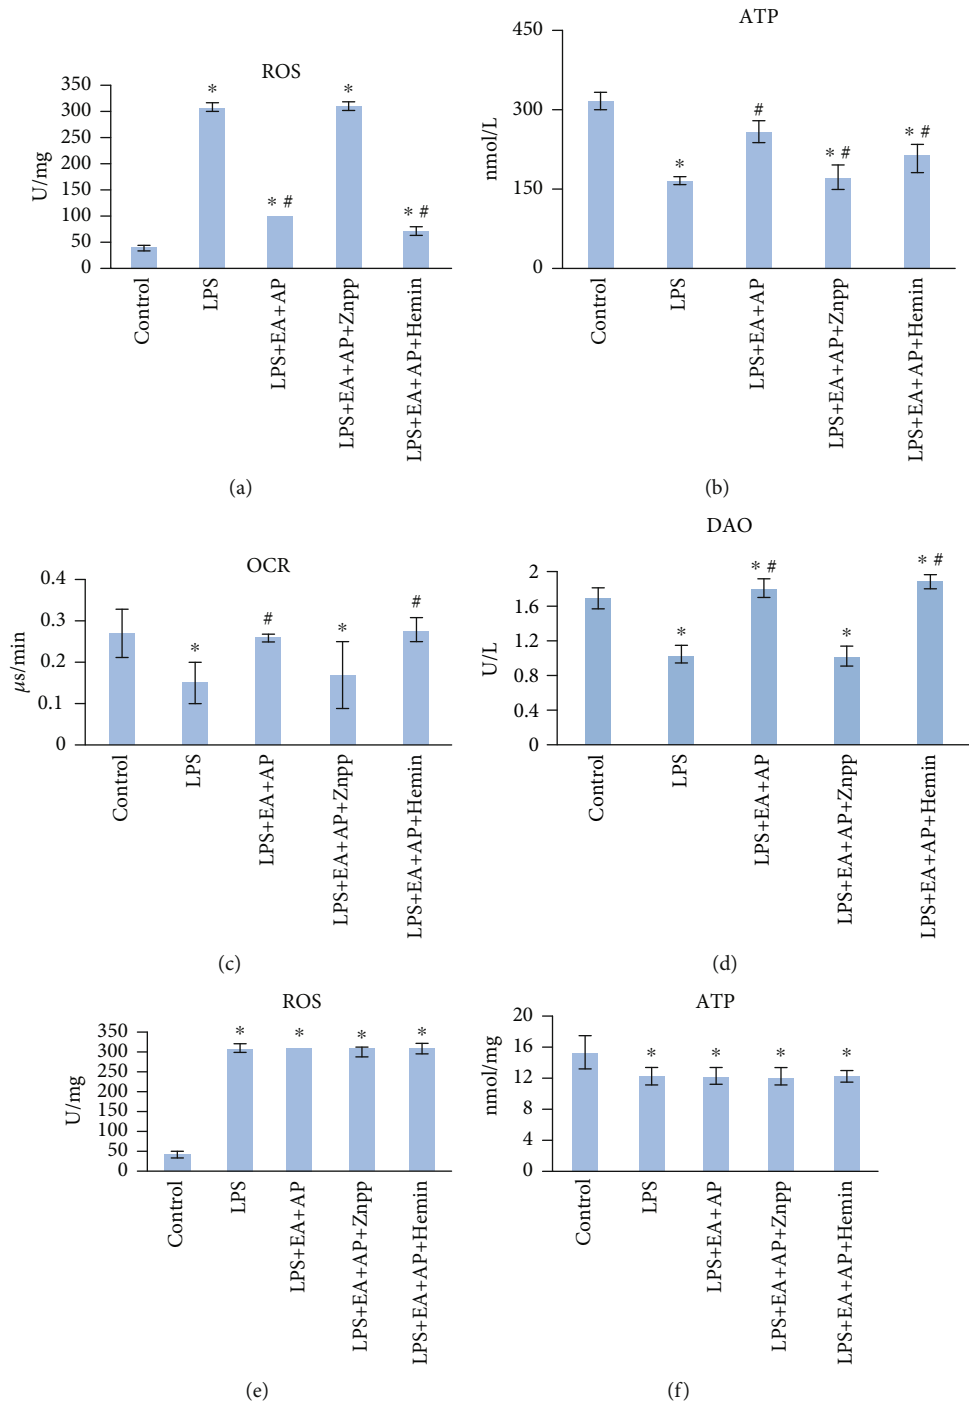 ROS
U/mg
350
300
250
200
150
100
50
0
*
* #
*
* #
Control
LPS
LPS+EA+AP
LPS+EA+AP+Znpp
LPS+EA+AP+Hemin
(a)
ATP
nmol/L
450
300
150
0
*
#
* #
* #
Control
LPS
LPS+EA+AP
LPS+EA+AP+Znpp
LPS+EA+AP+Hemin
(b)
OCR
μs/min
0.4
0.3
0.2
0.1
0
*
#
*
#
Control
LPS
LPS+EA+AP
LPS+EA+AP+Znpp
LPS+EA+AP+Hemin
(c)
DAO
U/L
2
1.6
1.2
0.8
0.4
0
*
* #
*
* #
Control
LPS
LPS+EA+AP
LPS+EA+AP+Znpp
LPS+EA+AP+Hemin
(d)
ROS
U/mg
350
300
250
200
150
100
50
0
*
*
*
*
Control
LPS
LPS+EA+AP
LPS+EA+AP+Znpp
LPS+EA+AP+Hemin
(e)
ATP
nmol/mg
20
16
12
8
4
0
*
*
*
*
Control
LPS
LPS+EA+AP
LPS+EA+AP+Znpp
LPS+EA+AP+Hemin
(f)